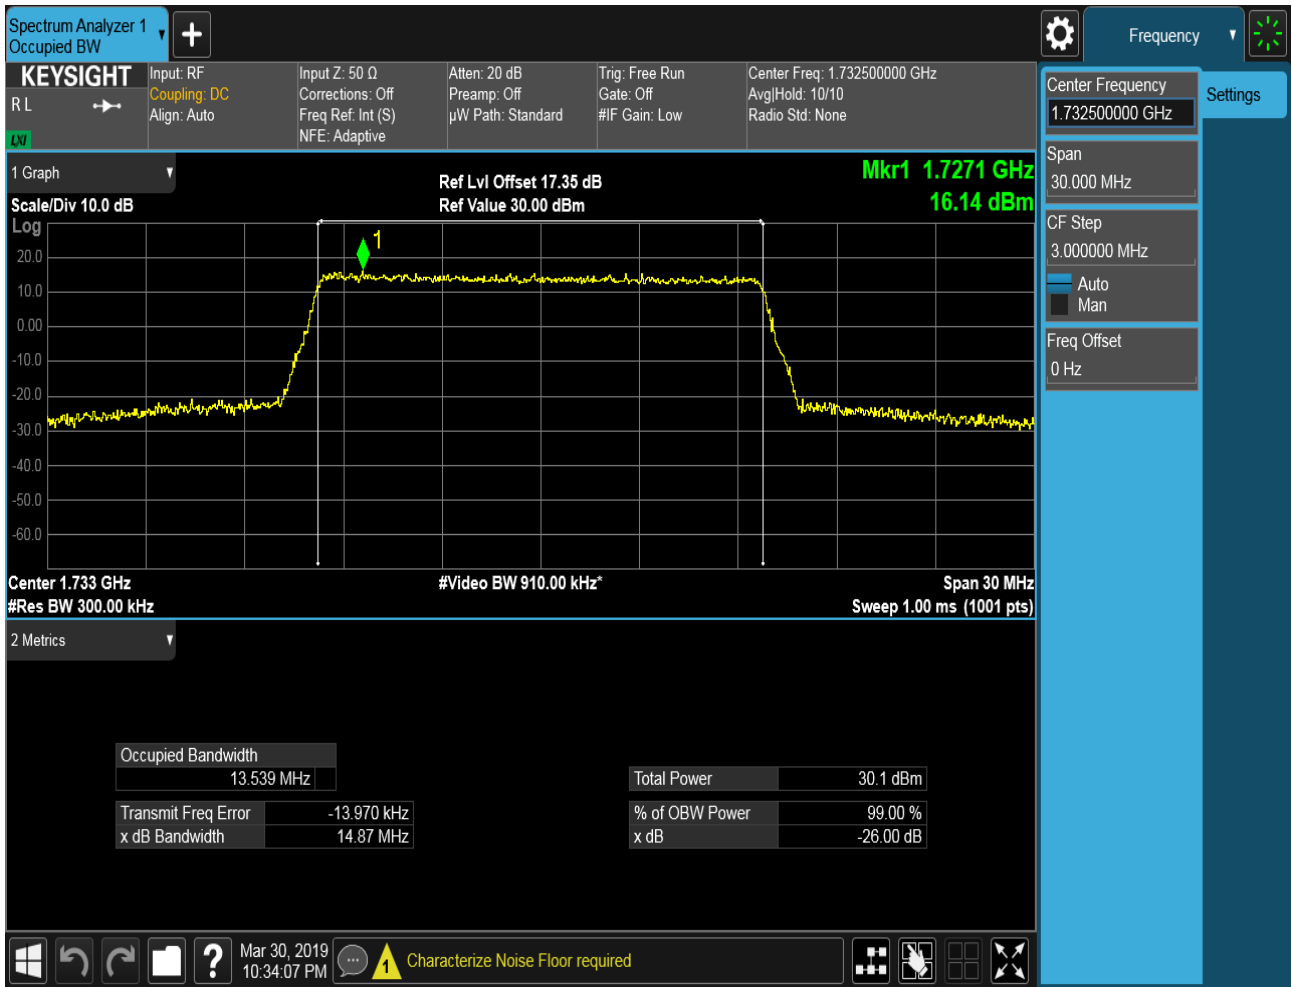 Spectrum Analyzer 1
Occupied BW
Frequency
KEYSIGHT
R L
LXI
Input: RF
Coupling: DC
Align: Auto
Input Z: 50 Ω
Corrections: Off
Freq Ref: Int (S)
NFE: Adaptive
Atten: 20 dB
Preamp: Off
µW Path: Standard
Trig: Free Run
Gate: Off
#IF Gain: Low
Center Freq: 1.732500000 GHz
Avg|Hold: 10/10
Radio Std: None
Center Frequency
1.732500000 GHz
Settings
Span
30.000 MHz
CF Step
3.000000 MHz
Auto
Man
Freq Offset
0 Hz
1 Graph
Scale/Div 10.0 dB
Ref Lvl Offset 17.35 dB
Ref Value 30.00 dBm
Mkr1 1.7271 GHz
16.14 dBm
Log
1
20.0
10.0
0.00
-10.0
-20.0
-30.0
-40.0
-50.0
-60.0
Center 1.733 GHz
#Video BW 910.00 kHz*
Span 30 MHz
#Res BW 300.00 kHz
Sweep 1.00 ms (1001 pts)
2 Metrics
Occupied Bandwidth
13.539 MHz
Total Power 30.1 dBm
Transmit Freq Error -13.970 kHz
% of OBW Power 99.00 %
x dB Bandwidth 14.87 MHz
x dB -26.00 dB
?
Mar 30, 2019
10:34:07 PM
1
Characterize Noise Floor required